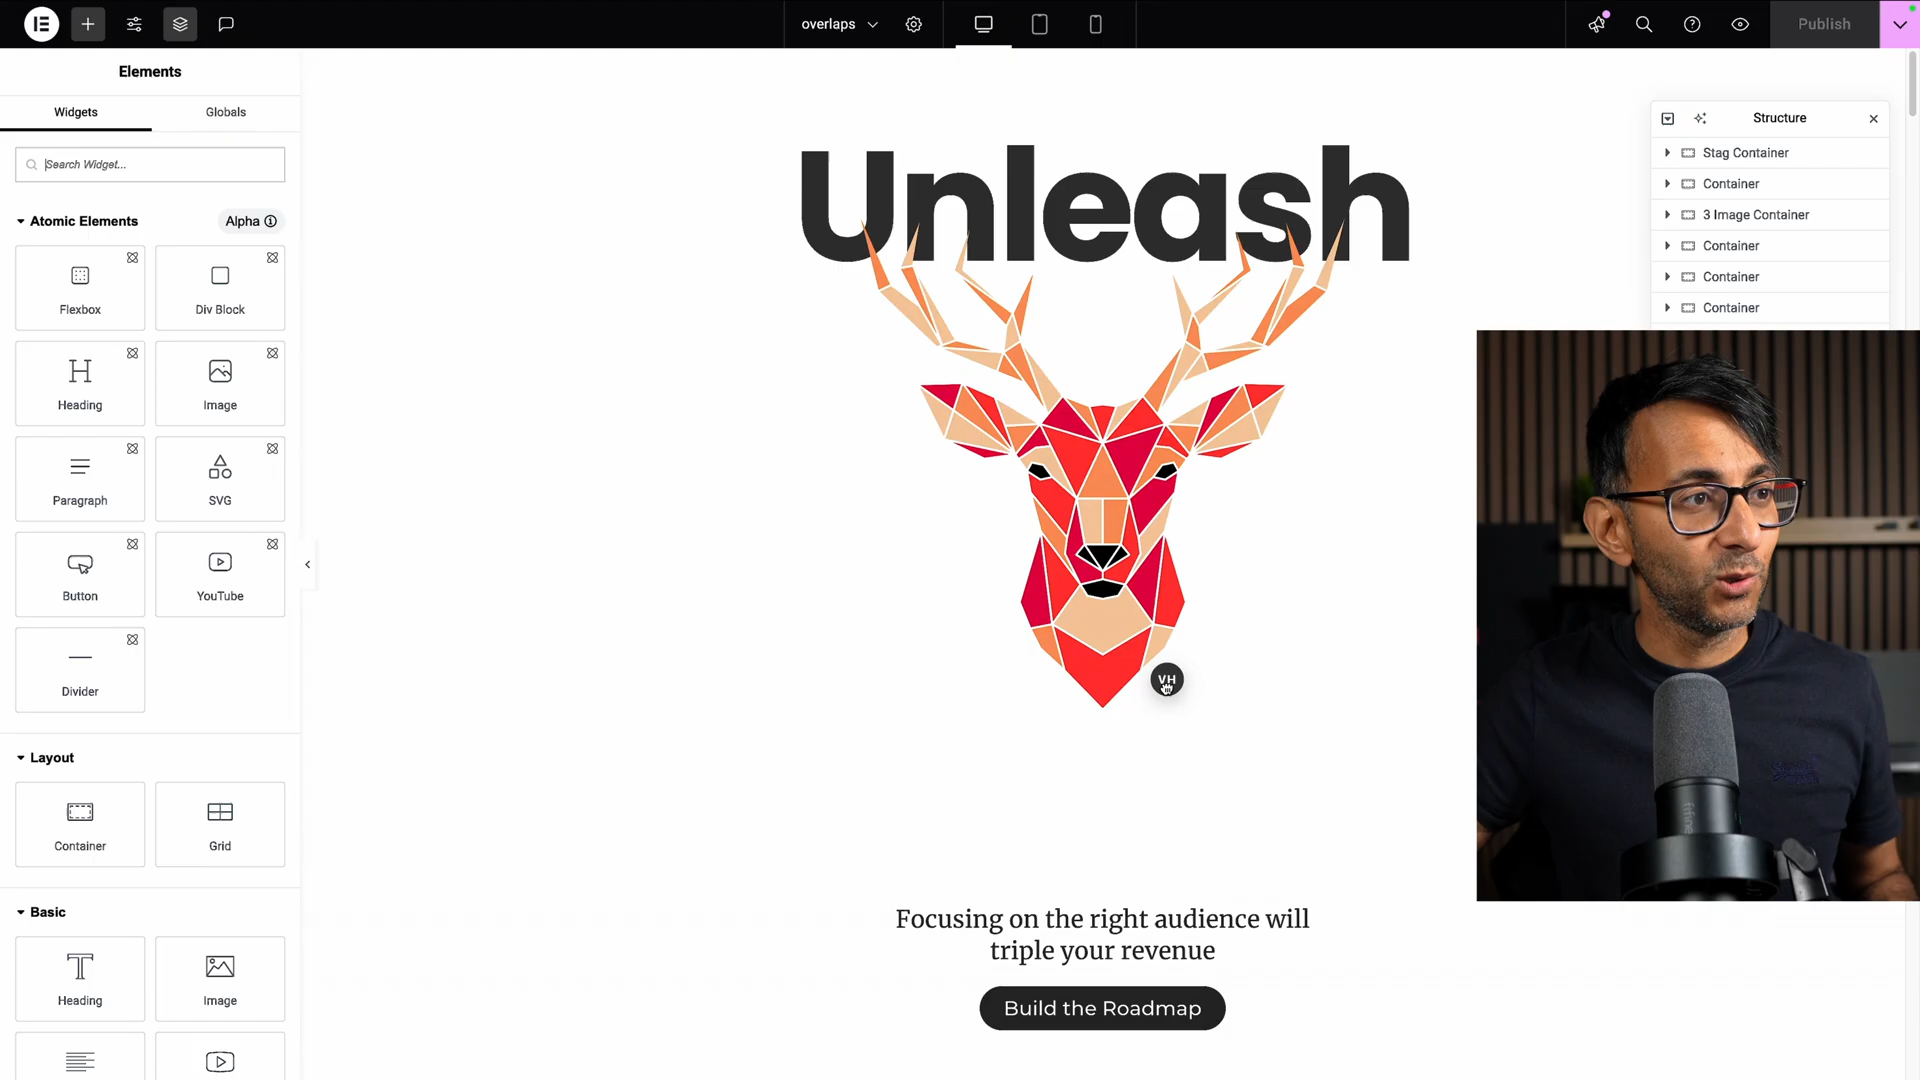 overlaps
Publish
Elements
Widgets
Globals
Search Widget...
Atomic Elements
Alpha
Flexbox
Div Block
Heading
Image
Paragraph
SVG
Button
YouTube
Divider
Layout
Container
Grid
Basic
Heading
Image
Unleash
VH
Focusing on the right audience will
triple your revenue
Build the Roadmap
Structure
Stag Container
Container
3 Image Container
Container
Container
Container
fifine